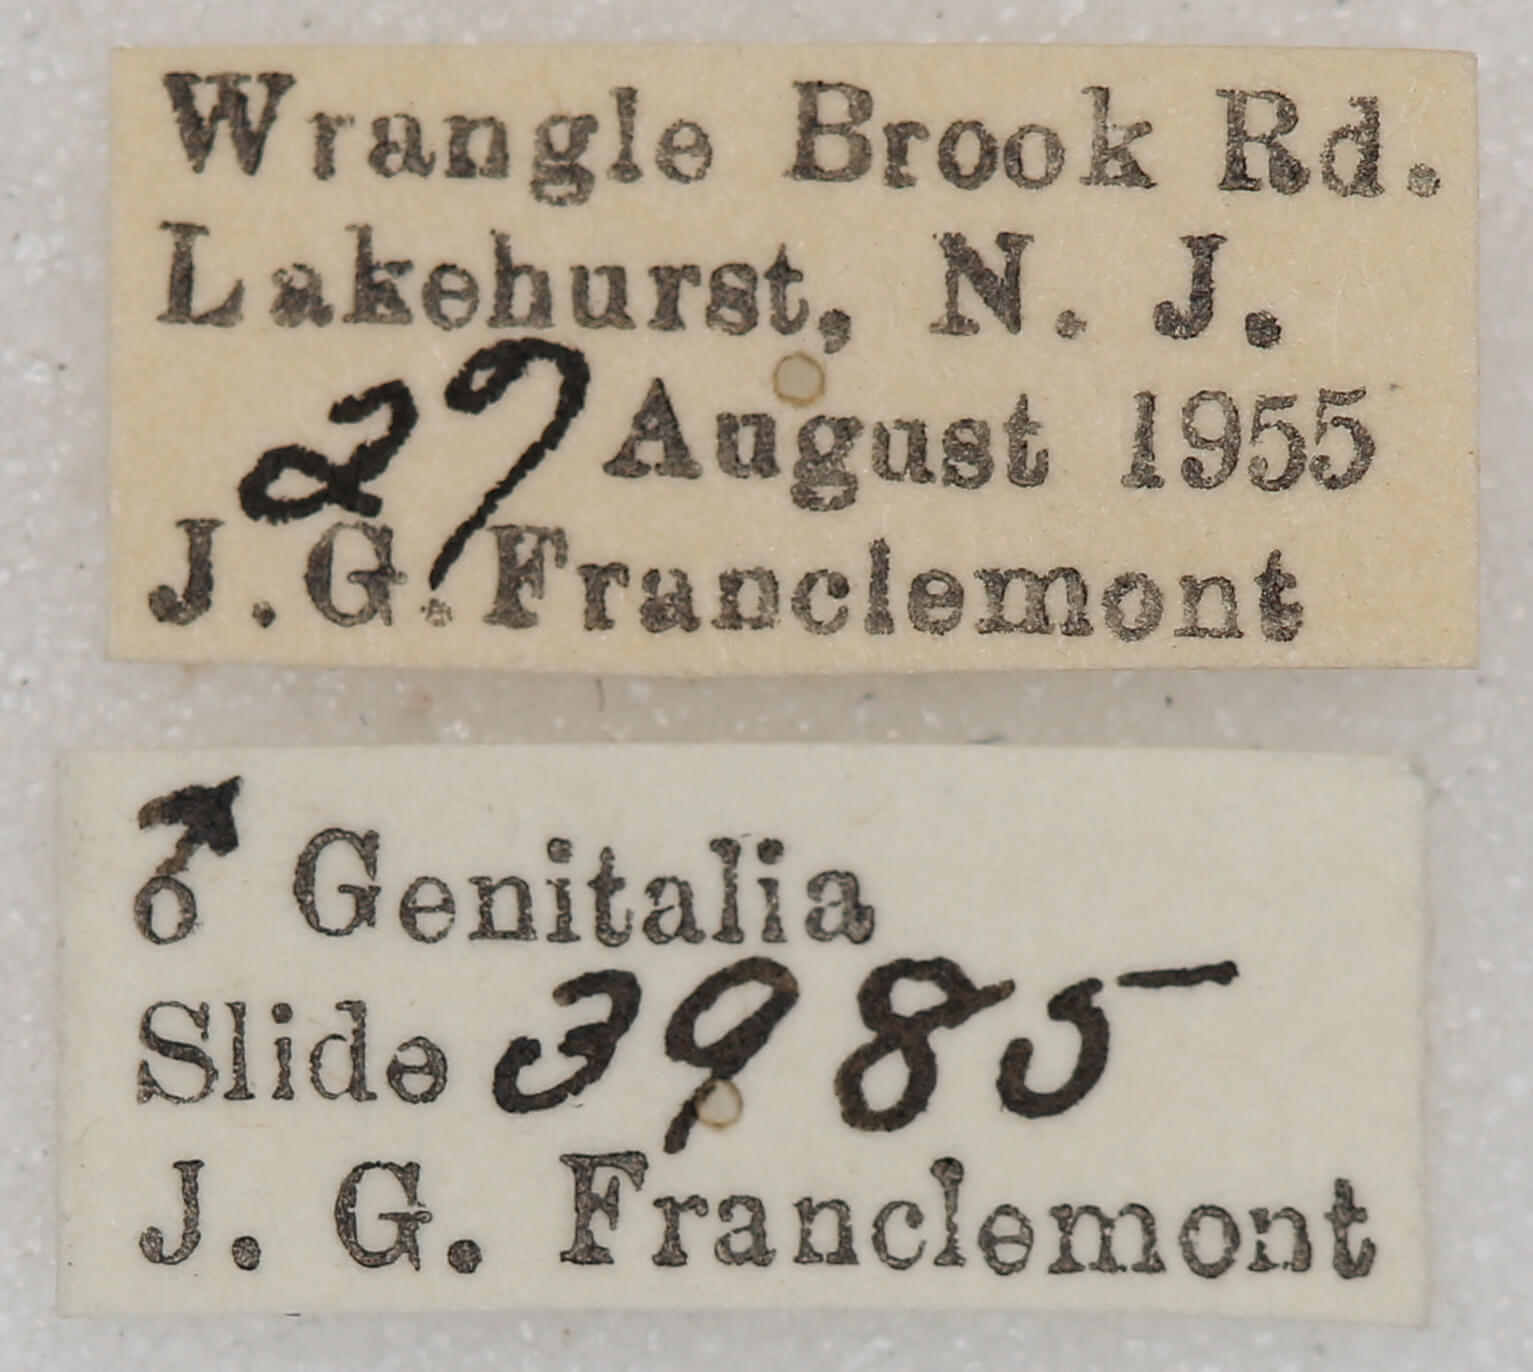 Wrangle Brook Rd.
Lakehurst, N. J.
27 August 1955
J. G. Franclemont
♂ Genitalia
Slide 3985
J. G. Franclemont